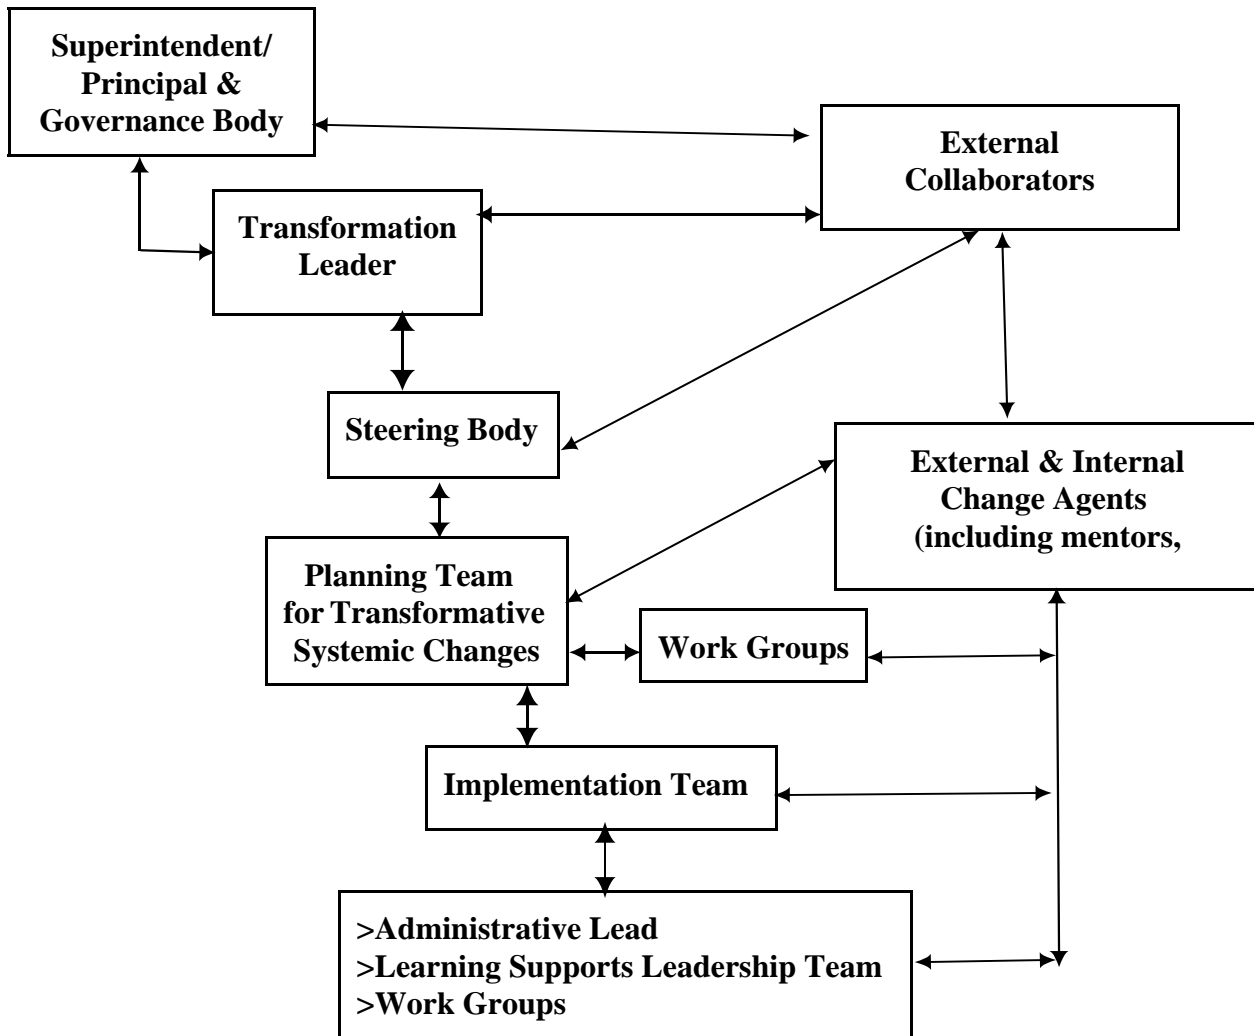 Superintendent/
Principal &
Governance Body
External
Collaborators
Transformation
Leader
Steering Body
External & Internal
Change Agents
(including mentors,
Planning Team
for Transformative
Systemic Changes
Work Groups
Implementation Team
>Administrative Lead
>Learning Supports Leadership Team
>Work Groups